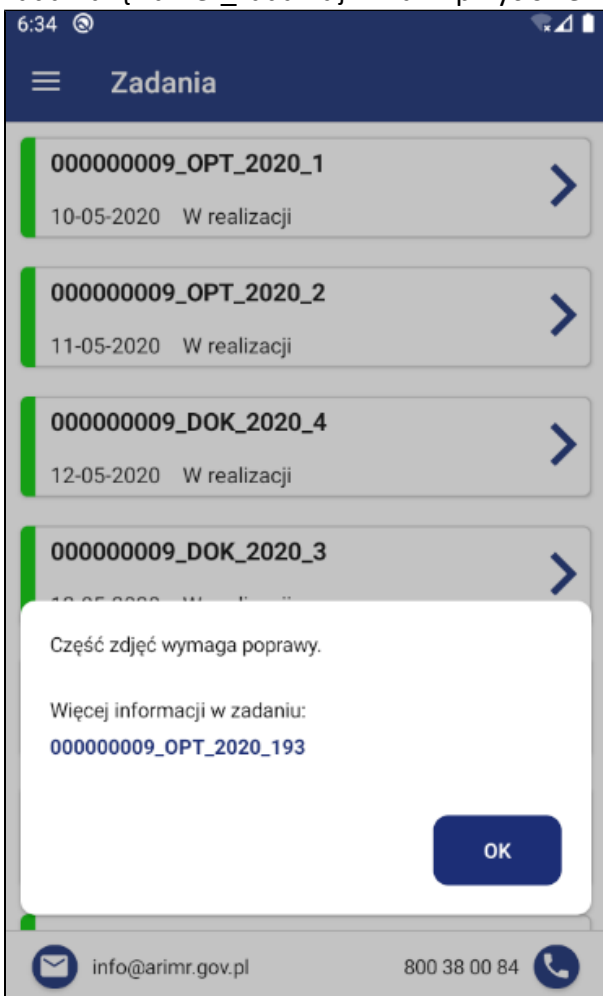 6:34
Zadania
000000009_OPT_2020_1
10-05-2020 W realizacji
000000009_OPT_2020_2
11-05-2020 W realizacji
000000009_DOK_2020_4
12-05-2020 W realizacji
000000009_DOK_2020_3
Część zdjęć wymaga poprawy.
Więcej informacji w zadaniu:
000000009_OPT_2020_193
OK
info@arimr.gov.pl 800 38 00 84